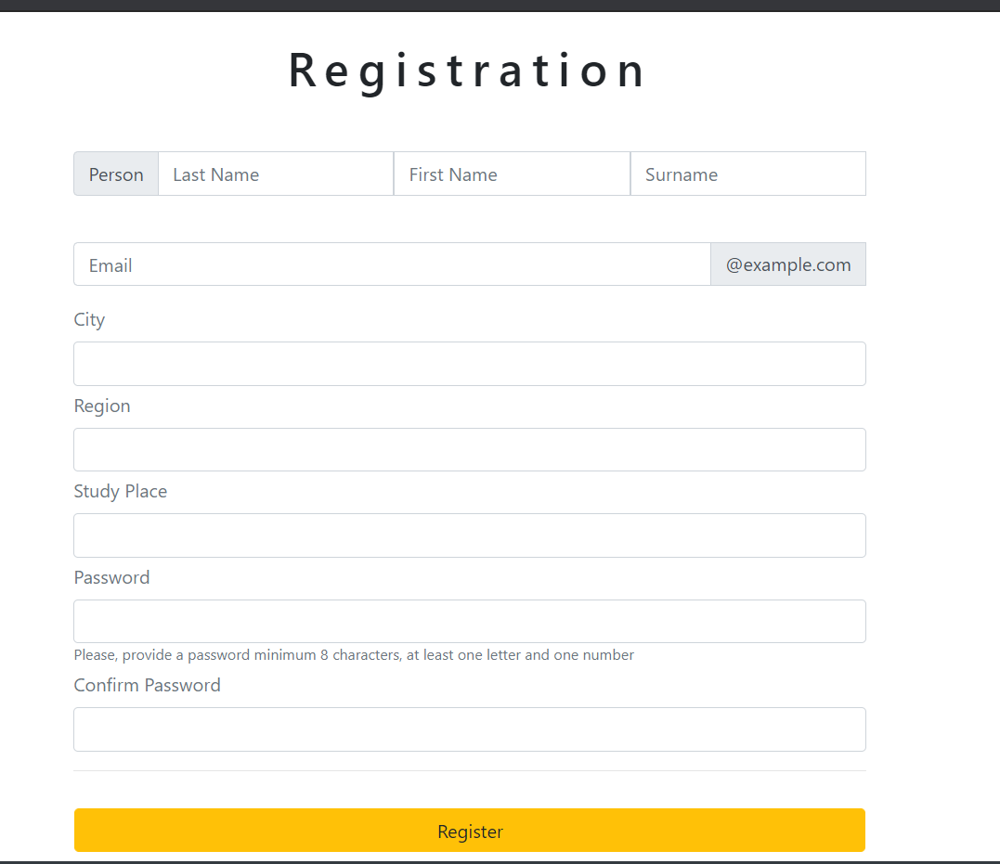 Registration
Person Last Name First Name Surname
Email @example.com
City
Region
Study Place
Password
Please, provide a password minimum 8 characters, at least one letter and one number
Confirm Password
Register